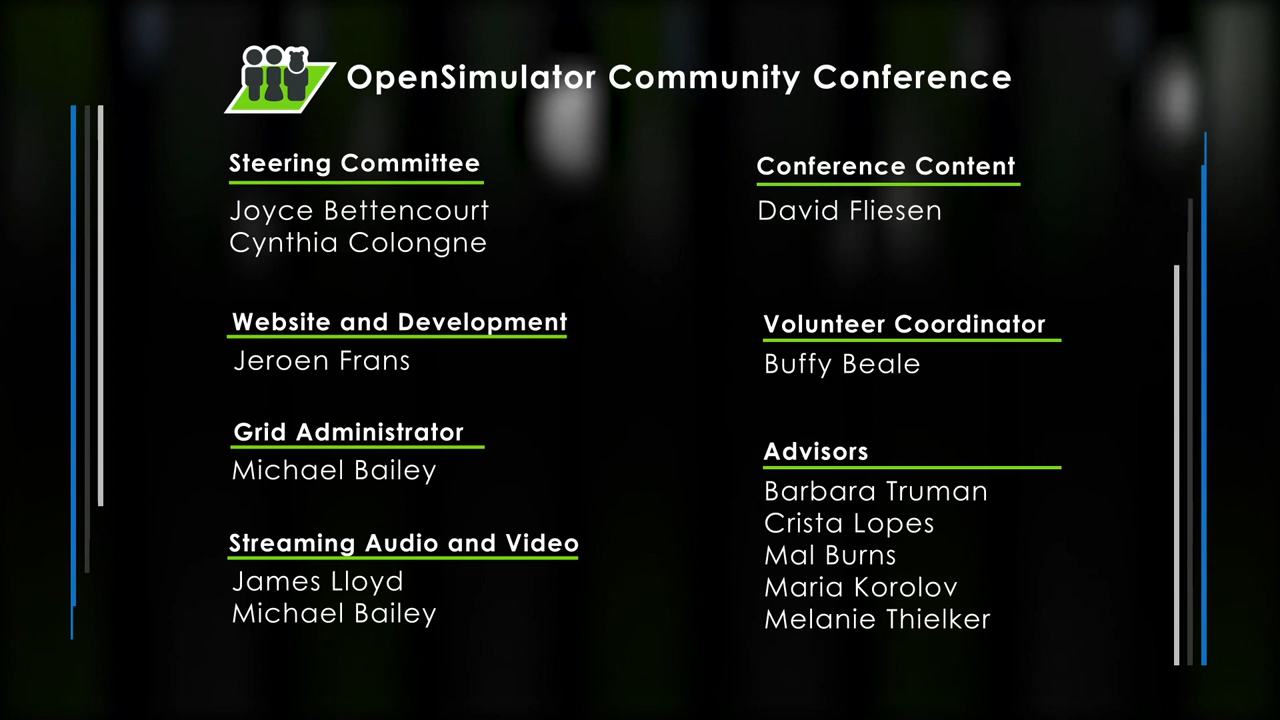 OpenSimulator Community Conference
Steering Committee
Joyce Bettencourt
Cynthia Colongne
Website and Development
Jeroen Frans
Grid Administrator
Michael Bailey
Streaming Audio and Video
James Lloyd
Michael Bailey
Conference Content
David Fliesen
Volunteer Coordinator
Buffy Beale
Advisors
Barbara Truman
Crista Lopes
Mal Burns
Maria Korolov
Melanie Thielker